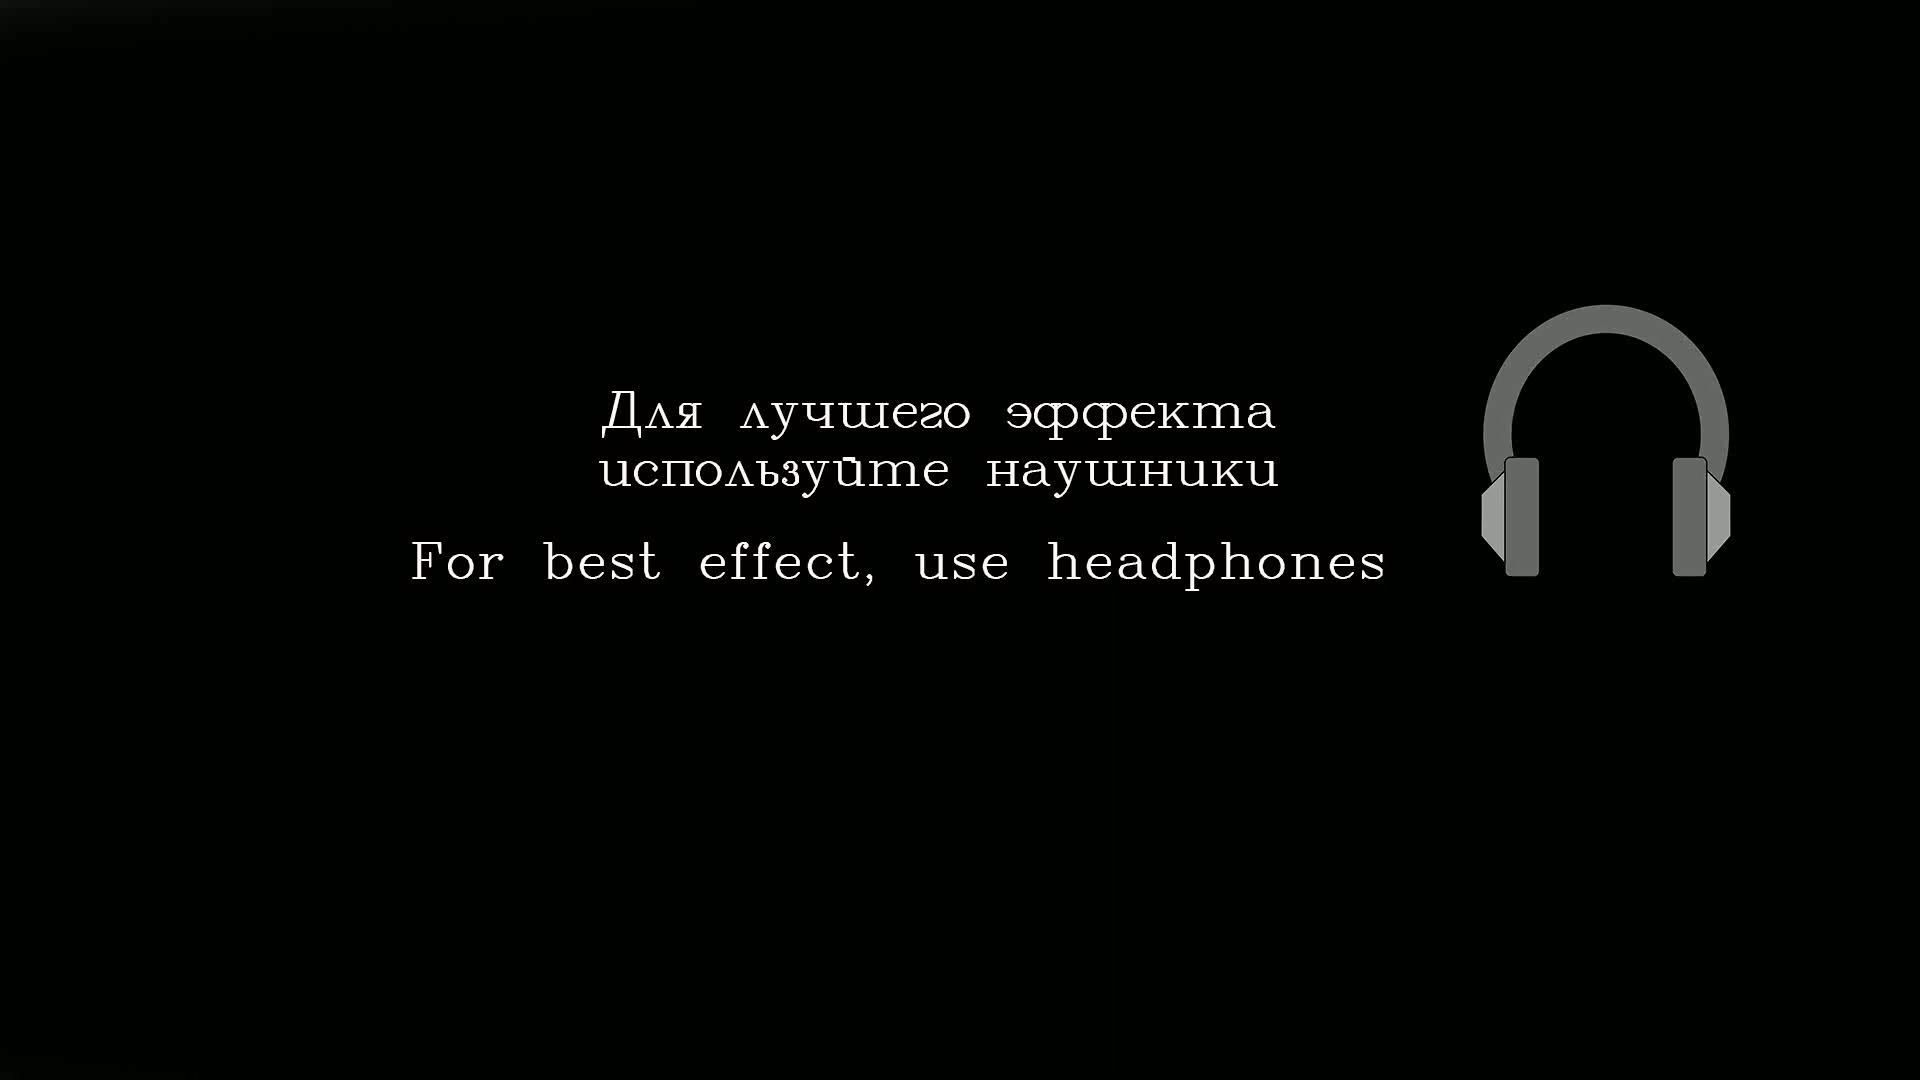 Для лучшего эффекта
используйте наушники
For best effect, use headphones